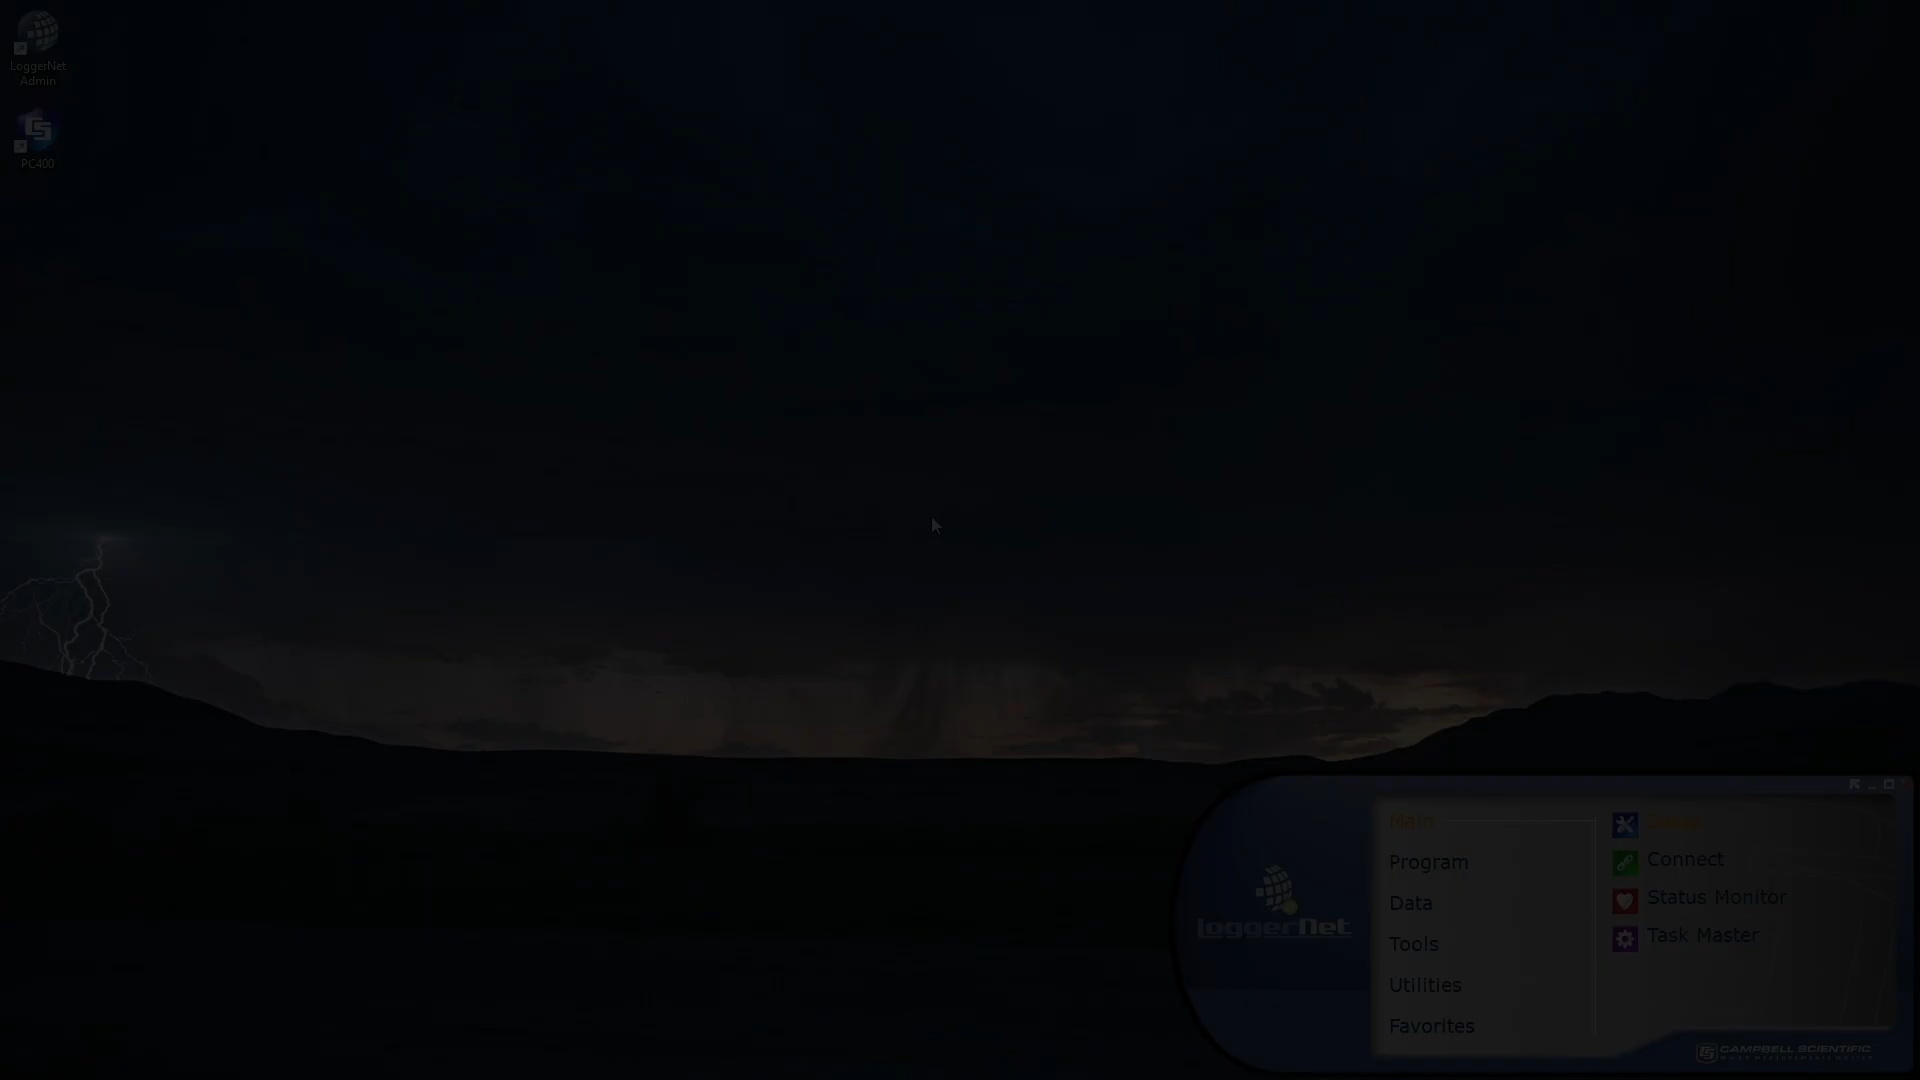 LoggerNet
Admin
PC400
LoggerNet
Main
Program
Data
Tools
Utilities
Favorites
Setup
Connect
Status Monitor
Task Master
CAMPBELL SCIENTIFIC